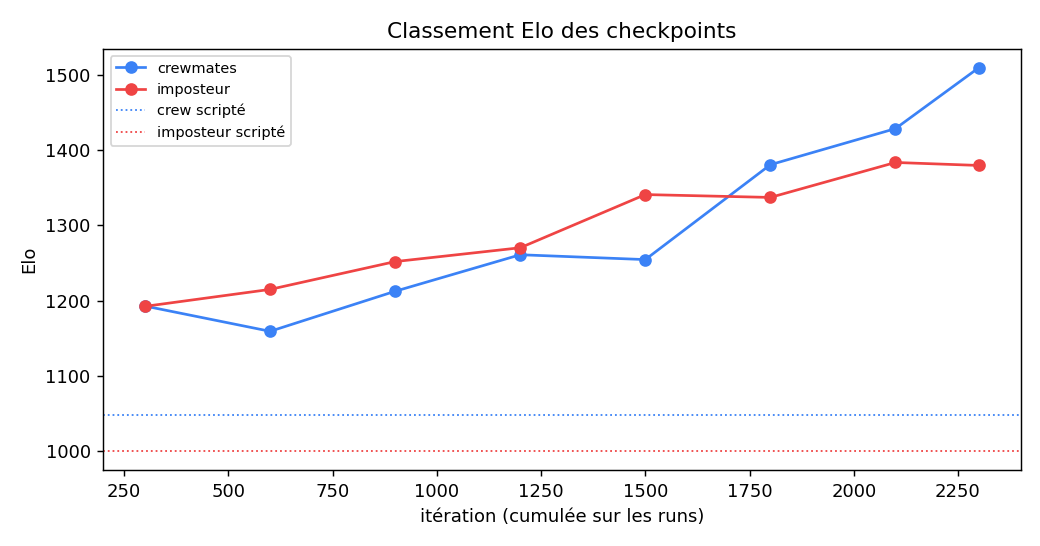 Classement Elo des checkpoints
crewmates
imposteur
crew scripté
imposteur scripté
Elo
1500
1400
1300
1200
1100
1000
250 500 750 1000 1250 1500 1750 2000 2250
itération (cumulée sur les runs)